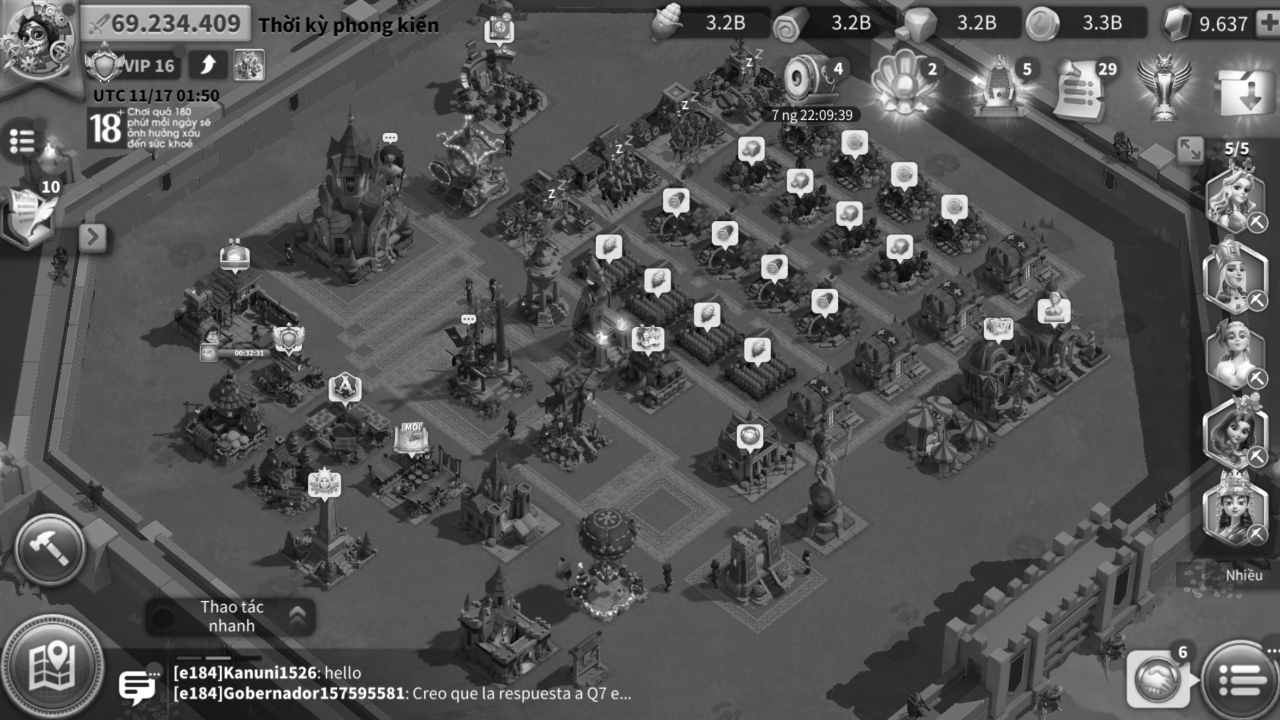 69.234.409
Thời kỳ phong kiến
3.2B
3.2B
3.2B
3.3B
9.637
VIP 16
4
2
5
29
7 ng 22:09:39
UTC 11/17 01:50
18+
Chơi quá 180
phút mỗi ngày sẽ
ảnh hưởng xấu
đến sức khoẻ
5/5
10
z z
z z
z z
z z
00:32:31
MỚI
Nhiều
Thao tác
nhanh
6
[e184]Kanuni1526: hello
[e184]Gobernador157595581: Creo que la respuesta a Q7 e...